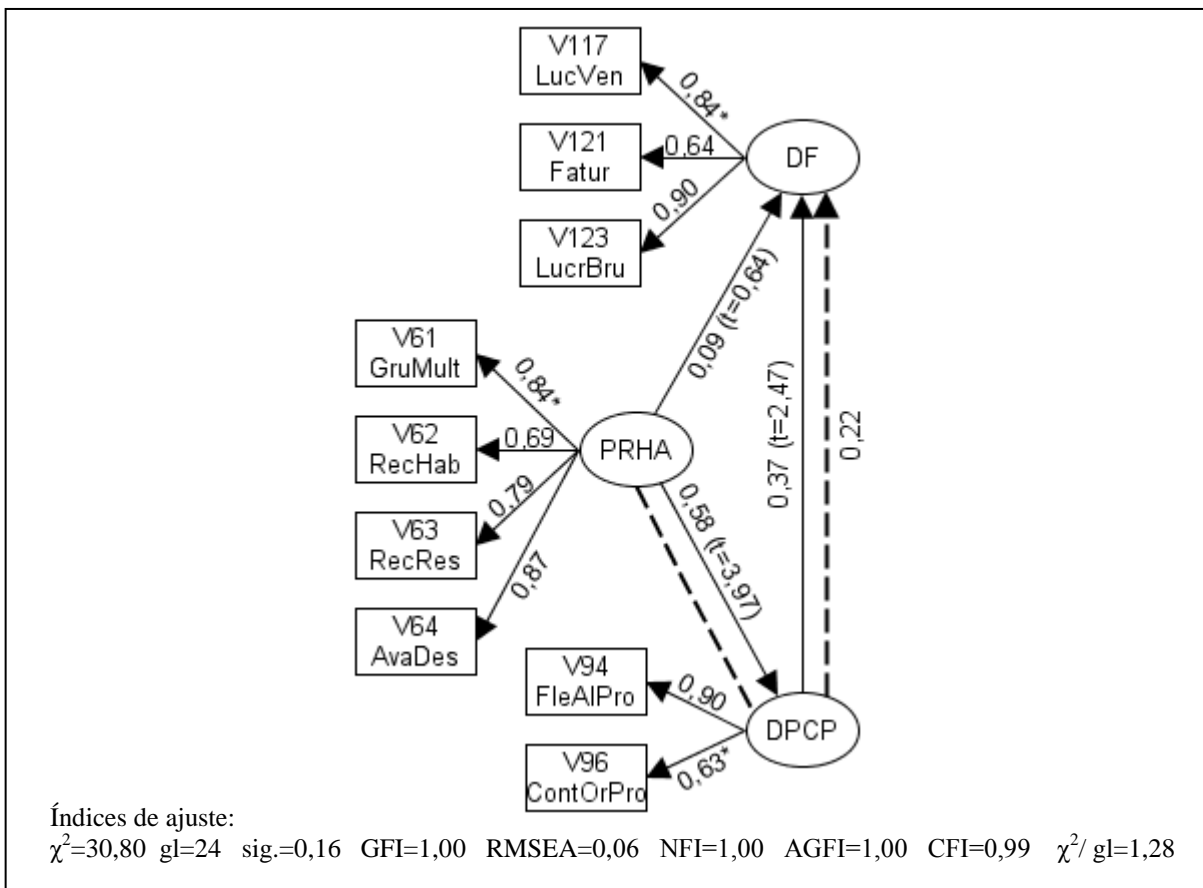 V117
LucVen
0,84*
V121
Fatur
0,64
DF
V123
LucrBru
0,90
0,09 (t=0,64)
0,37 (t=2,47)
0,22
V61
GruMult
0,84*
V62
RecHab
0,69
PRHA
V63
RecRes
0,79
0,58 (t=3,97)
V64
AvaDes
0,87
V94
FleAlPro
0,90
DPCP
V96
ContOrPro
0,63*
Índices de ajuste:
χ²=30,80 gl=24 sig.=0,16 GFI=1,00 RMSEA=0,06 NFI=1,00 AGFI=1,00 CFI=0,99 χ²/ gl=1,28